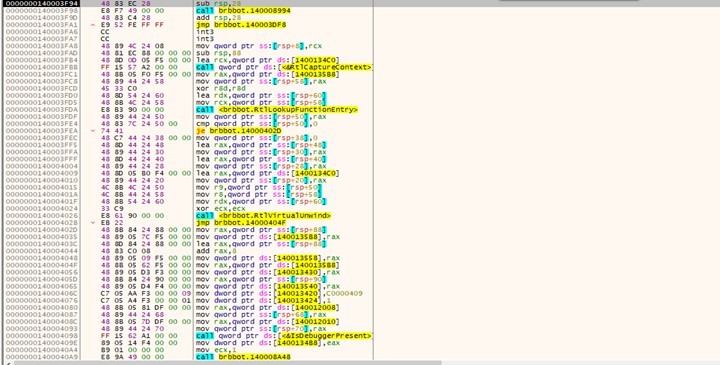 0000000140003F94 48 83 EC 28 sub rsp,28
0000000140003F98 E8 F7 49 00 00 call brbbot.140008994
0000000140003F9D 48 83 C4 28 add rsp,28
0000000140003FA1 E9 52 FE FF FF jmp brbbot.140003DF8
0000000140003FA6 CC int3
0000000140003FA7 CC int3
0000000140003FA8 48 89 4C 24 08 mov qword ptr ss:[rsp+8],rcx
0000000140003FAD 48 81 EC 88 00 00 00 sub rsp,88
0000000140003FB4 48 8D 0D 05 F5 00 00 lea rcx,qword ptr ds:[1400134C0]
0000000140003FBB FF 15 57 A2 00 00 call qword ptr ds:[<&RtlCaptureContext>]
0000000140003FC1 48 8B 05 F0 F5 00 00 mov rax,qword ptr ds:[1400135B8]
0000000140003FC8 48 89 44 24 58 mov qword ptr ss:[rsp+58],rax
0000000140003FCD 45 33 C0 xor r8d,r8d
0000000140003FD0 48 8D 54 24 60 lea rdx,qword ptr ss:[rsp+60]
0000000140003FD5 48 8B 4C 24 58 mov rcx,qword ptr ss:[rsp+58]
0000000140003FDA E8 B3 90 00 00 call <brbbot.RtlLookupFunctionEntry>
0000000140003FDF 48 89 44 24 50 mov qword ptr ss:[rsp+50],rax
0000000140003FE4 48 83 7C 24 50 00 cmp qword ptr ss:[rsp+50],0
0000000140003FEA 74 41 je brbbot.14000402D
0000000140003FEC 48 C7 44 24 38 00 00 mov qword ptr ss:[rsp+38],0
0000000140003FF5 48 8D 44 24 48 lea rax,qword ptr ss:[rsp+48]
0000000140003FFA 48 89 44 24 30 mov qword ptr ss:[rsp+30],rax
0000000140003FFF 48 8D 44 24 40 lea rax,qword ptr ss:[rsp+40]
0000000140004004 48 89 44 24 28 mov qword ptr ss:[rsp+28],rax
0000000140004009 48 8D 05 B0 F4 00 00 lea rax,qword ptr ds:[1400134C0]
0000000140004010 48 89 44 24 20 mov qword ptr ss:[rsp+20],rax
0000000140004015 4C 8B 4C 24 50 mov r9,qword ptr ss:[rsp+50]
000000014000401A 4C 8B 44 24 58 mov r8,qword ptr ss:[rsp+58]
000000014000401F 48 8B 54 24 60 mov rdx,qword ptr ss:[rsp+60]
0000000140004024 33 C9 xor ecx,ecx
0000000140004026 E8 61 90 00 00 call <brbbot.RtlVirtualUnwind>
000000014000402B EB 22 jmp brbbot.14000404F
000000014000402D 48 8B 84 24 88 00 00 mov rax,qword ptr ss:[rsp+88]
0000000140004035 48 89 05 7C F5 00 00 mov qword ptr ds:[1400135B8],rax
000000014000403C 48 8D 84 24 88 00 00 lea rax,qword ptr ss:[rsp+88]
0000000140004044 48 83 C0 08 add rax,8
0000000140004048 48 89 05 09 F5 00 00 mov qword ptr ds:[140013558],rax
000000014000404F 48 8B 05 62 F5 00 00 mov rax,qword ptr ds:[1400135B8]
0000000140004056 48 89 05 D3 F3 00 00 mov qword ptr ds:[140013430],rax
000000014000405D 48 8B 84 24 90 00 00 mov rax,qword ptr ss:[rsp+90]
0000000140004065 48 89 05 D4 F4 00 00 mov qword ptr ds:[140013540],rax
000000014000406C C7 05 AA F3 00 00 09 mov dword ptr ds:[140013420],C0000409
0000000140004076 C7 05 A4 F3 00 00 01 mov dword ptr ds:[140013424],1
0000000140004080 48 8B 05 81 DF 00 00 mov rax,qword ptr ds:[140012008]
0000000140004087 48 89 44 24 68 mov qword ptr ss:[rsp+68],rax
000000014000408C 48 8B 05 7D DF 00 00 mov rax,qword ptr ds:[140012010]
0000000140004093 48 89 44 24 70 mov qword ptr ss:[rsp+70],rax
0000000140004098 FF 15 62 A1 00 00 call qword ptr ds:[<&IsDebuggerPresent>]
000000014000409E 89 05 14 F4 00 00 mov dword ptr ds:[1400134B8],eax
00000001400040A4 B9 01 00 00 00 mov ecx,1
00000001400040A9 E8 9A 49 00 00 call brbbot.140008A48